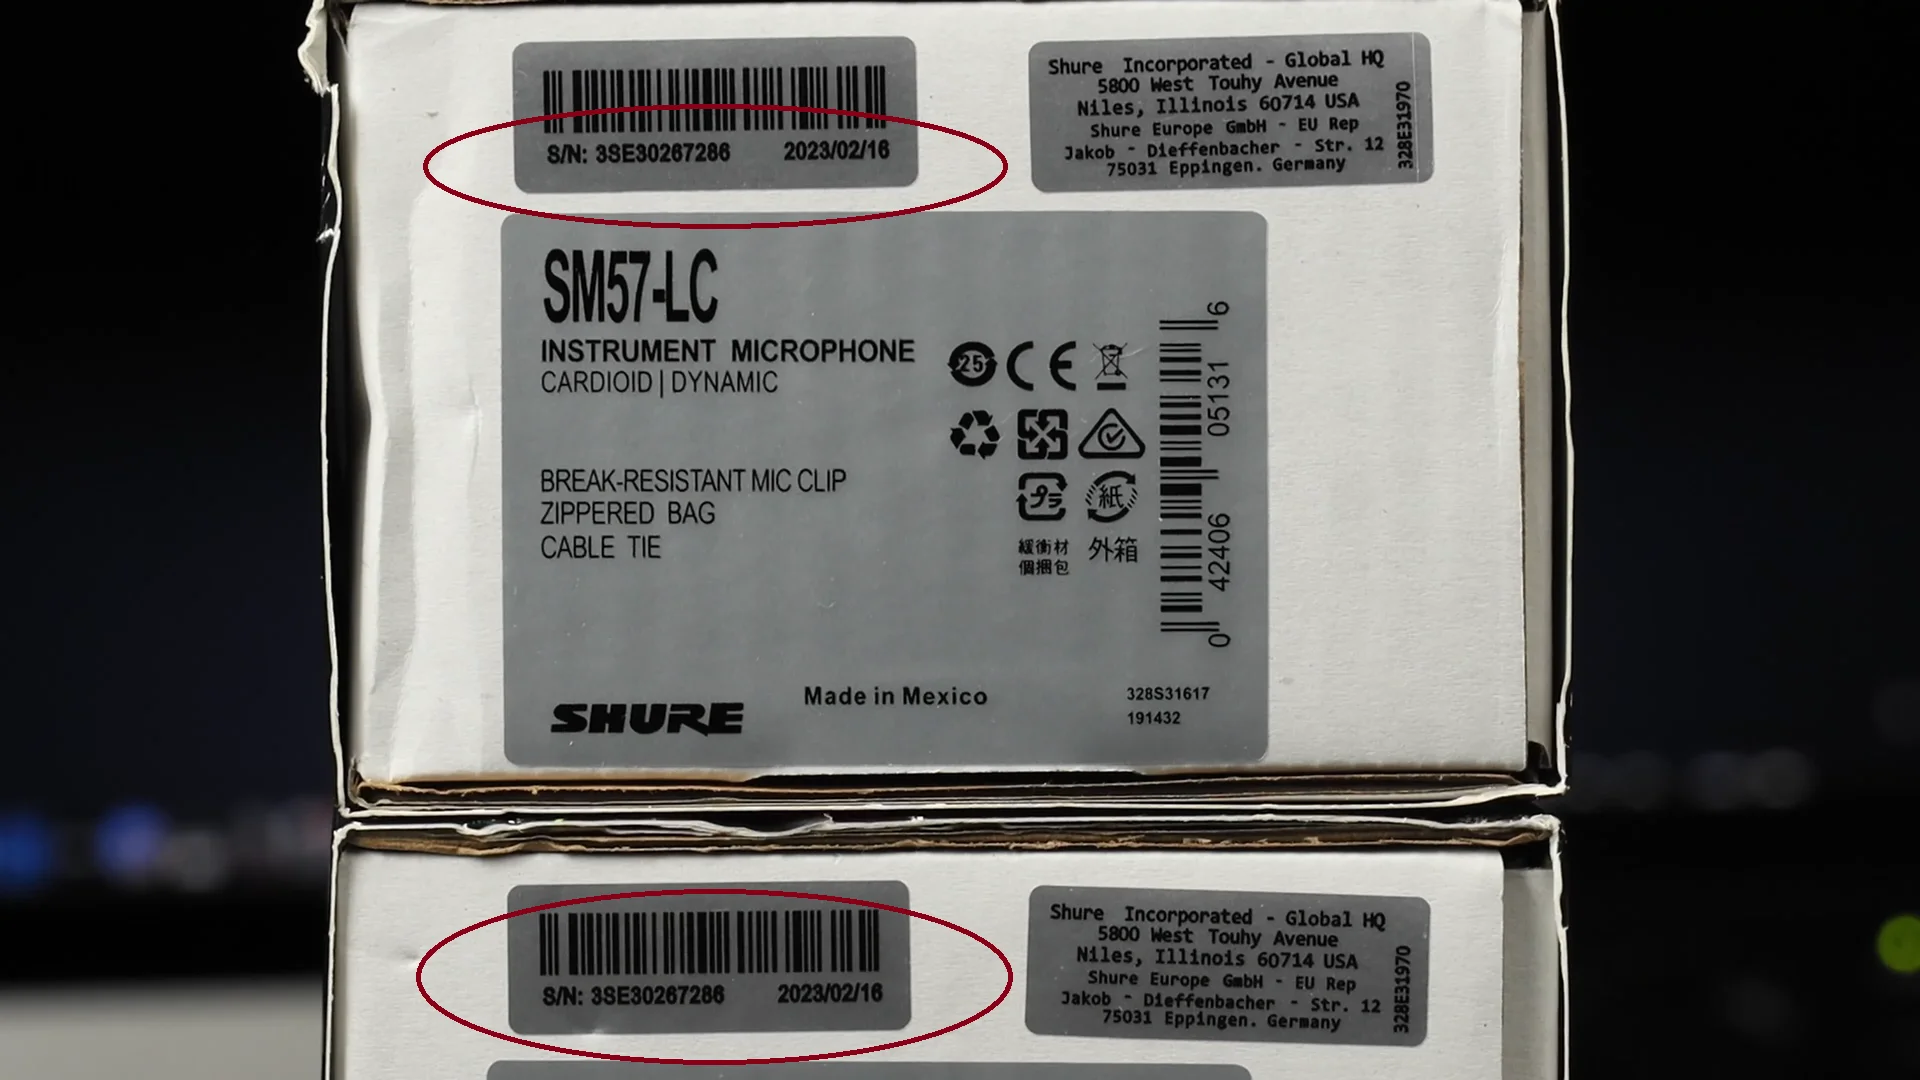 S/N: 3SE30267286 2023/02/16
Shure Incorporated - Global HQ
5800 West Touhy Avenue
Niles, Illinois 60714 USA
Shure Europe GmbH - EU Rep
Jakob - Dieffenbacher - Str. 12
75031 Eppingen. Germany
328E31970
SM57-LC
INSTRUMENT MICROPHONE
CARDIOID | DYNAMIC
BREAK-RESISTANT MIC CLIP
ZIPPERED BAG
CABLE TIE
25
CE
プラ
紙
緩衝材
個捆包
外箱
0 42406 05131 6
SHURE
Made in Mexico
328S31617
191432
S/N: 3SE30267286 2023/02/16
Shure Incorporated - Global HQ
5800 West Touhy Avenue
Niles, Illinois 60714 USA
Shure Europe GmbH - EU Rep
Jakob - Dieffenbacher - Str. 12
75031 Eppingen. Germany
328E31970